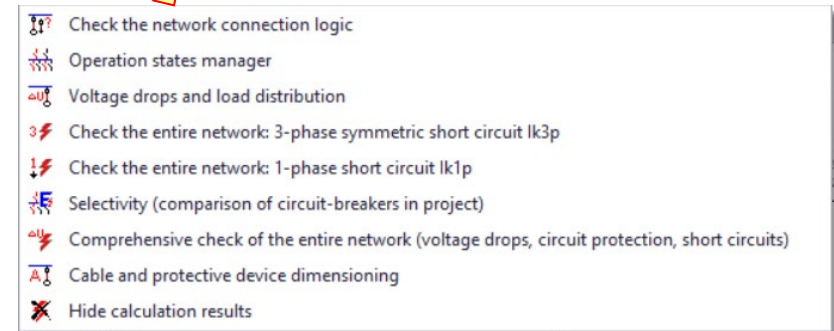 Check the network connection logic
Operation states manager
Voltage drops and load distribution
Check the entire network: 3-phase symmetric short circuit Ik3p
Check the entire network: 1-phase short circuit Ik1p
Selectivity (comparison of circuit-breakers in project)
Comprehensive check of the entire network (voltage drops, circuit protection, short circuits)
Cable and protective device dimensioning
Hide calculation results